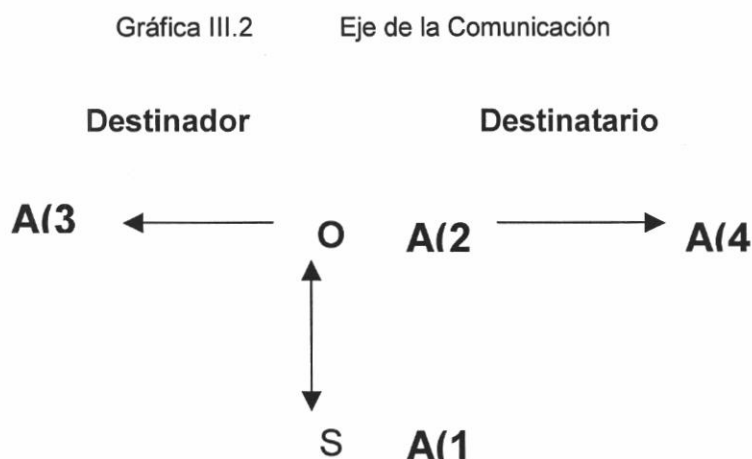 Gráfica III.2 Eje de la Comunicación
Destinador Destinatario
A(3 O A(2 A(4
S A(1